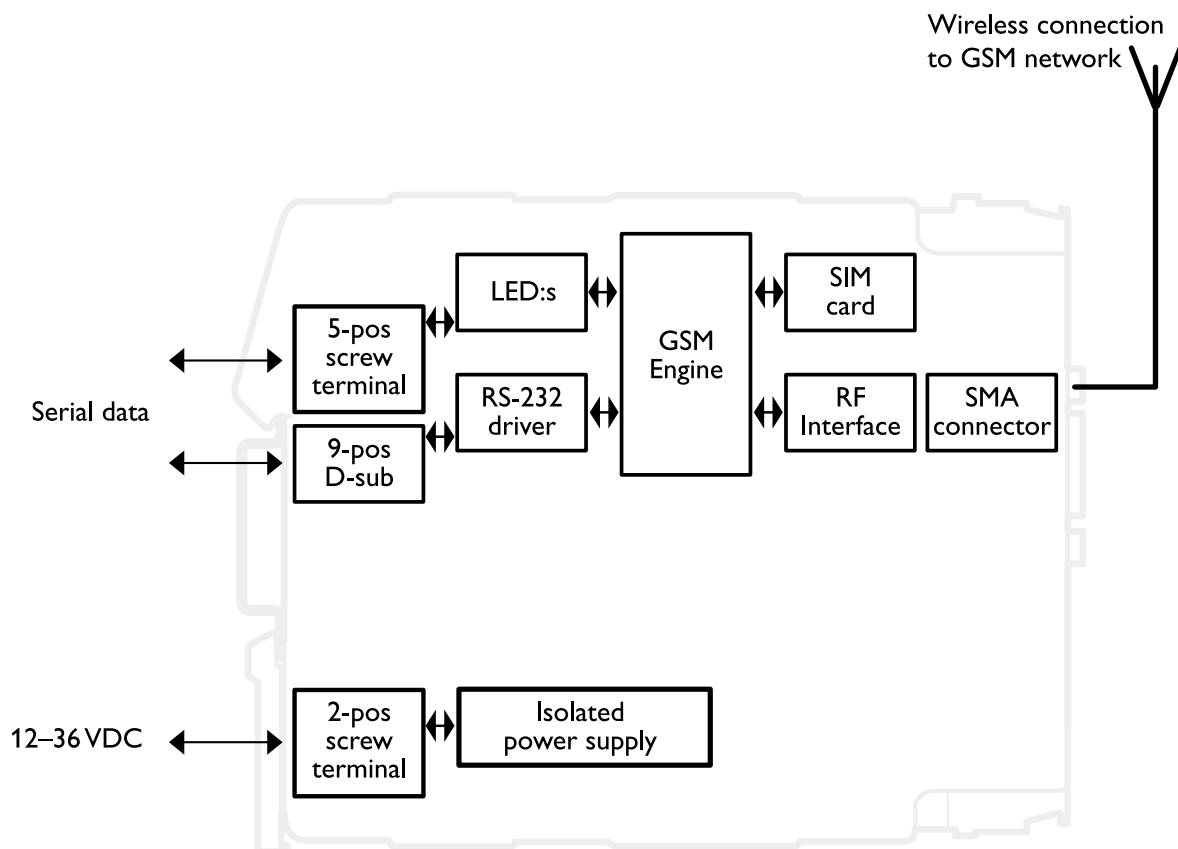 Wireless connection
to GSM network
LED:s
SIM
card
5-pos
screw
terminal
GSM
Engine
Serial data
RS-232
driver
RF
Interface
SMA
connector
9-pos
D-sub
12–36 VDC
2-pos
screw
terminal
Isolated
power supply